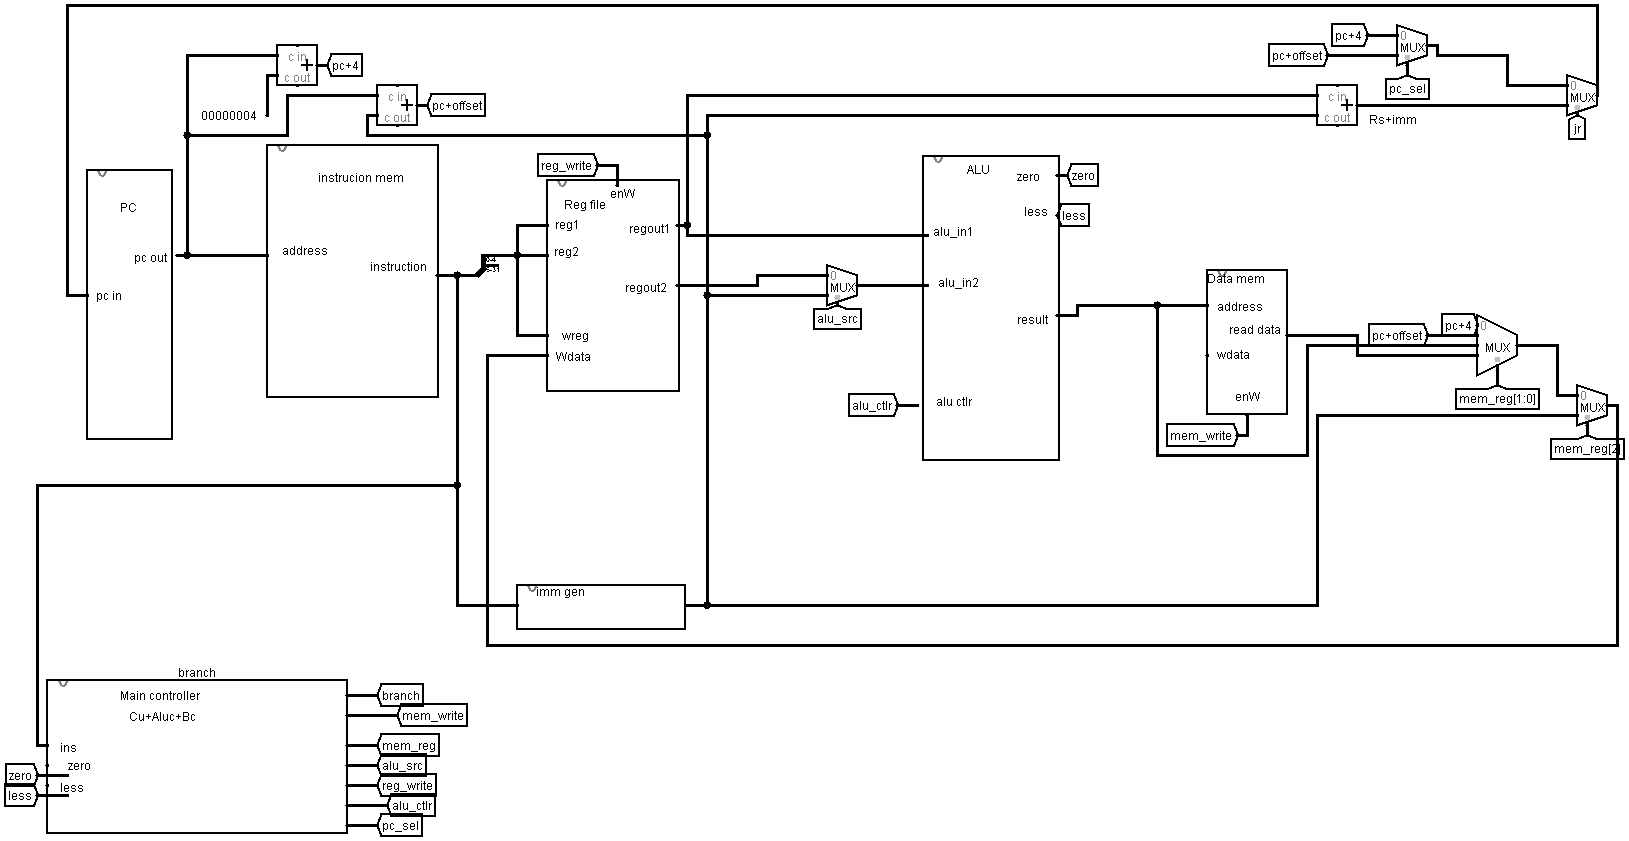 c in
c out
pc+4
00000004
c in
c out
pc+offset
pc+4
pc+offset
0
MUX
pc_sel
0
MUX
jr
c in
c out
Rs+imm
PC
pc out
pc in
instrucion mem
address
instruction
reg_write
enW
Reg file
reg1
reg2
regout1
regout2
wreg
Wdata
0
MUX
alu_src
ALU
zero
zero
less
less
alu_in1
alu_in2
result
alu_ctlr
alu ctlr
Data mem
address
read data
wdata
enW
mem_write
pc+4
pc+offset
0
MUX
mem_reg[1:0]
0
MUX
mem_reg[2]
imm gen
branch
Main controller
Cu+Aluc+Bc
ins
zero
zero
less
less
branch
mem_write
mem_reg
alu_src
reg_write
alu_ctlr
pc_sel